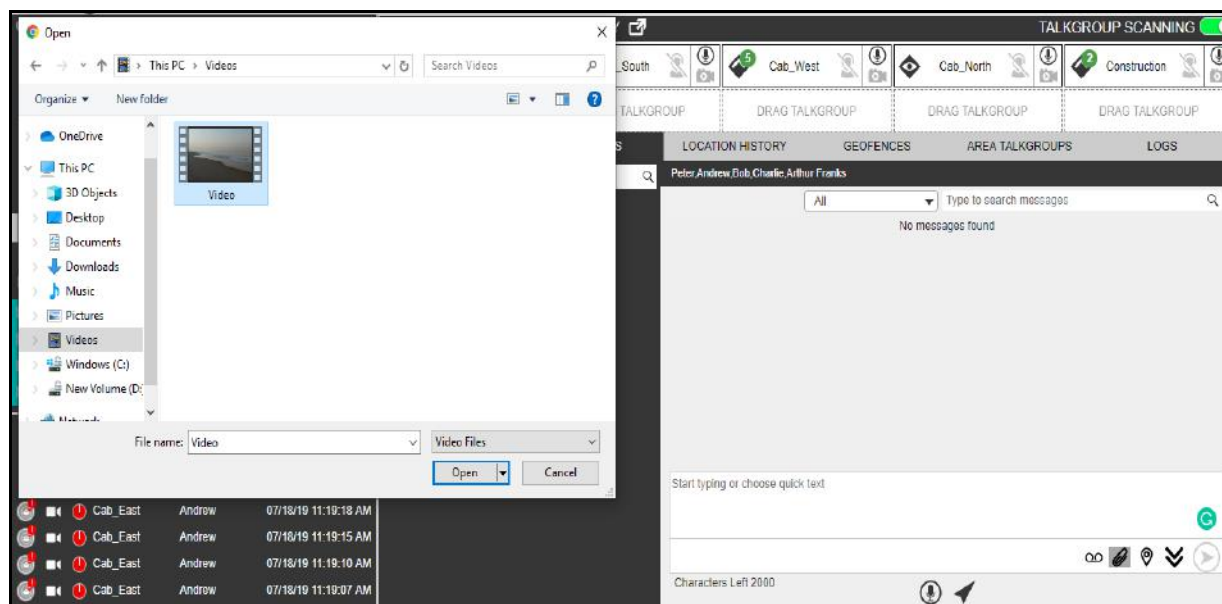 Open
This PC > Videos
Search Videos
Organize
New folder
OneDrive
This PC
3D Objects
Desktop
Documents
Downloads
Music
Pictures
Videos
Windows (C:)
New Volume (D:
Network
Video
File name: Video
Video Files
Open
Cancel
TALKGROUP SCANNING
_South
5
Cab_West
Cab_North
2
Construction
TALKGROUP
DRAG TALKGROUP
DRAG TALKGROUP
DRAG TALKGROUP
S
LOCATION HISTORY
GEOFENCES
AREA TALKGROUPS
LOGS
Peter,Andrew,Bob,Charlie,Arthur Franks
All
Type to search messages
No messages found
Start typing or choose quick text
Characters Left 2000
Cab_East Andrew 07/18/19 11:19:18 AM
Cab_East Andrew 07/18/19 11:19:15 AM
Cab_East Andrew 07/18/19 11:19:10 AM
Cab_East Andrew 07/18/19 11:19:07 AM